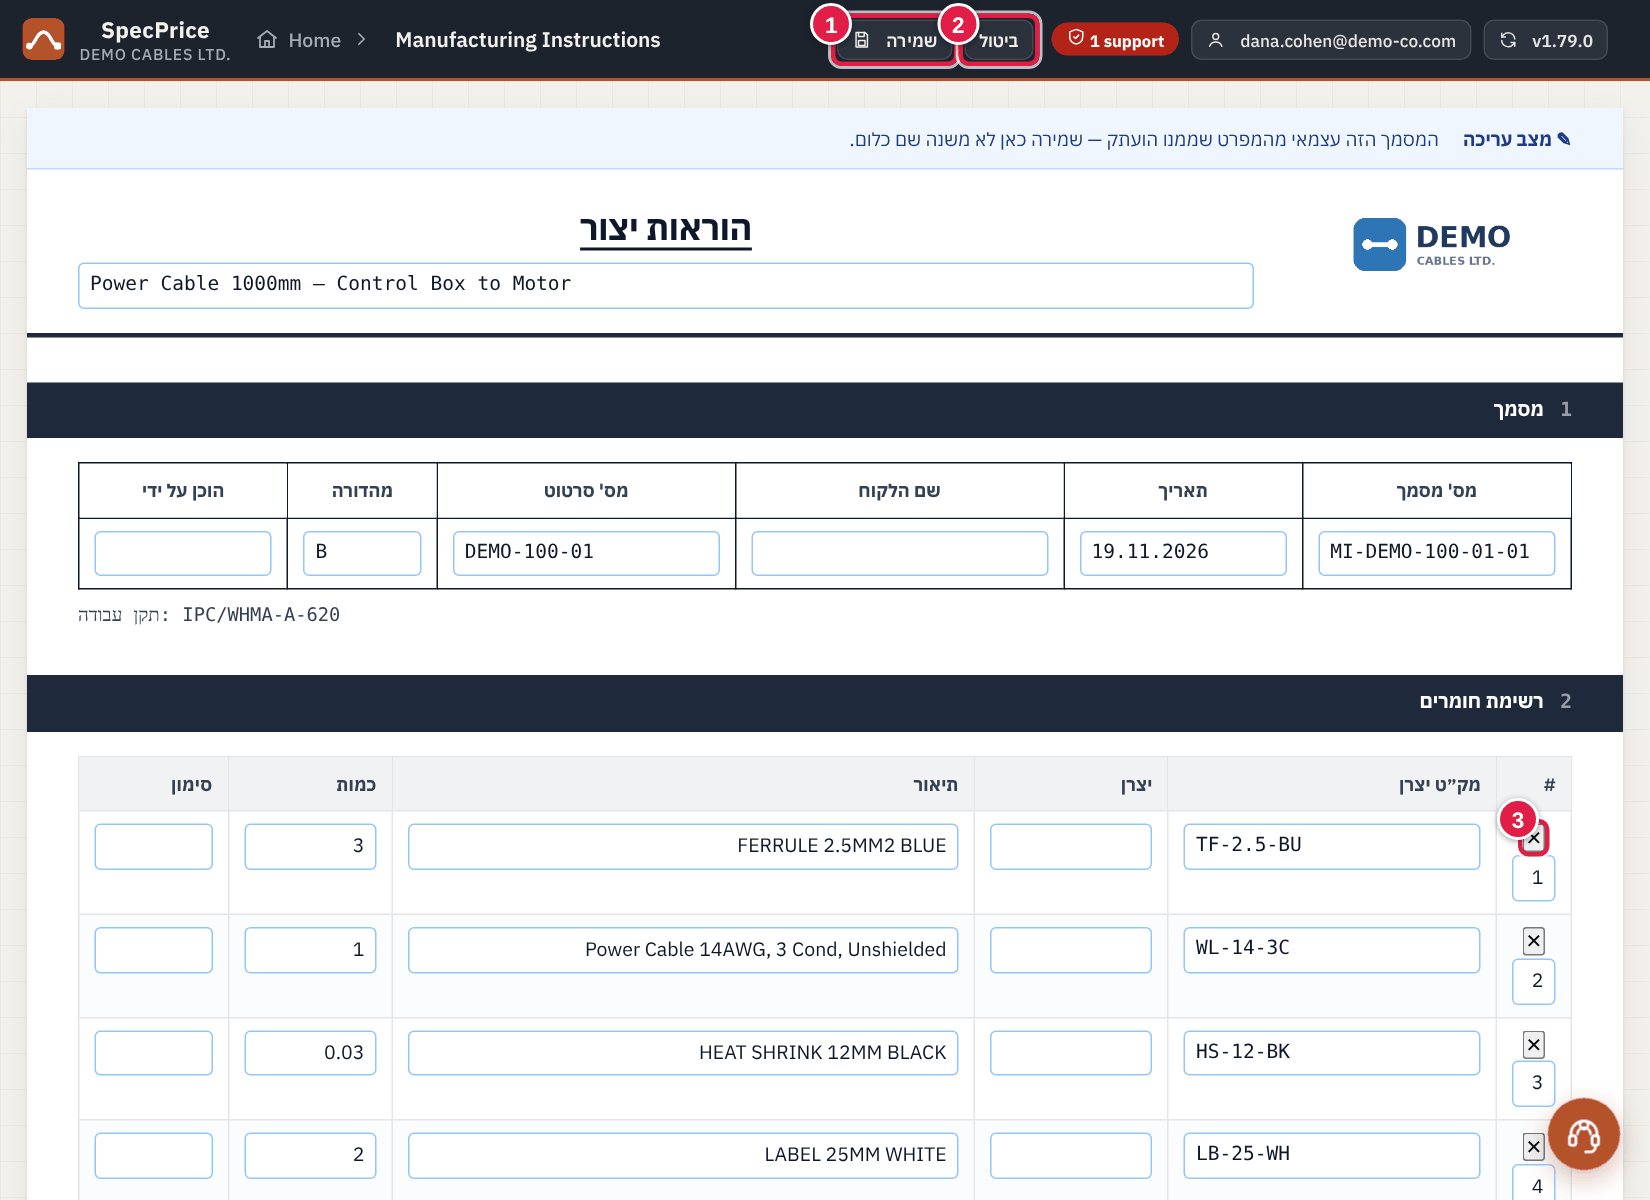 SpecPrice
DEMO CABLES LTD.
Home > Manufacturing Instructions
1 שמירה
2 ביטול
1 support
dana.cohen@demo-co.com
v1.79.0
✎ מצב עריכה המסמך הזה עצמאי מהמפרט שממנו הועתק — שמירה כאן לא משנה שם כלום.
DEMO
CABLES LTD.
הוראות יצור
Power Cable 1000mm – Control Box to Motor
1 מסמך
מס' מסמך תאריך שם הלקוח מס' סרטוט מהדורה הוכן על ידי
MI-DEMO-100-01-01 19.11.2026 DEMO-100-01 B
תקן עבודה: IPC/WHMA-A-620
2 רשימת חומרים
# מק״ט יצרן יצרן תיאור כמות סימון
3
✕ 1 TF-2.5-BU FERRULE 2.5MM2 BLUE 3
✕ 2 WL-14-3C Power Cable 14AWG, 3 Cond, Unshielded 1
✕ 3 HS-12-BK HEAT SHRINK 12MM BLACK 0.03
✕ 4 LB-25-WH LABEL 25MM WHITE 2